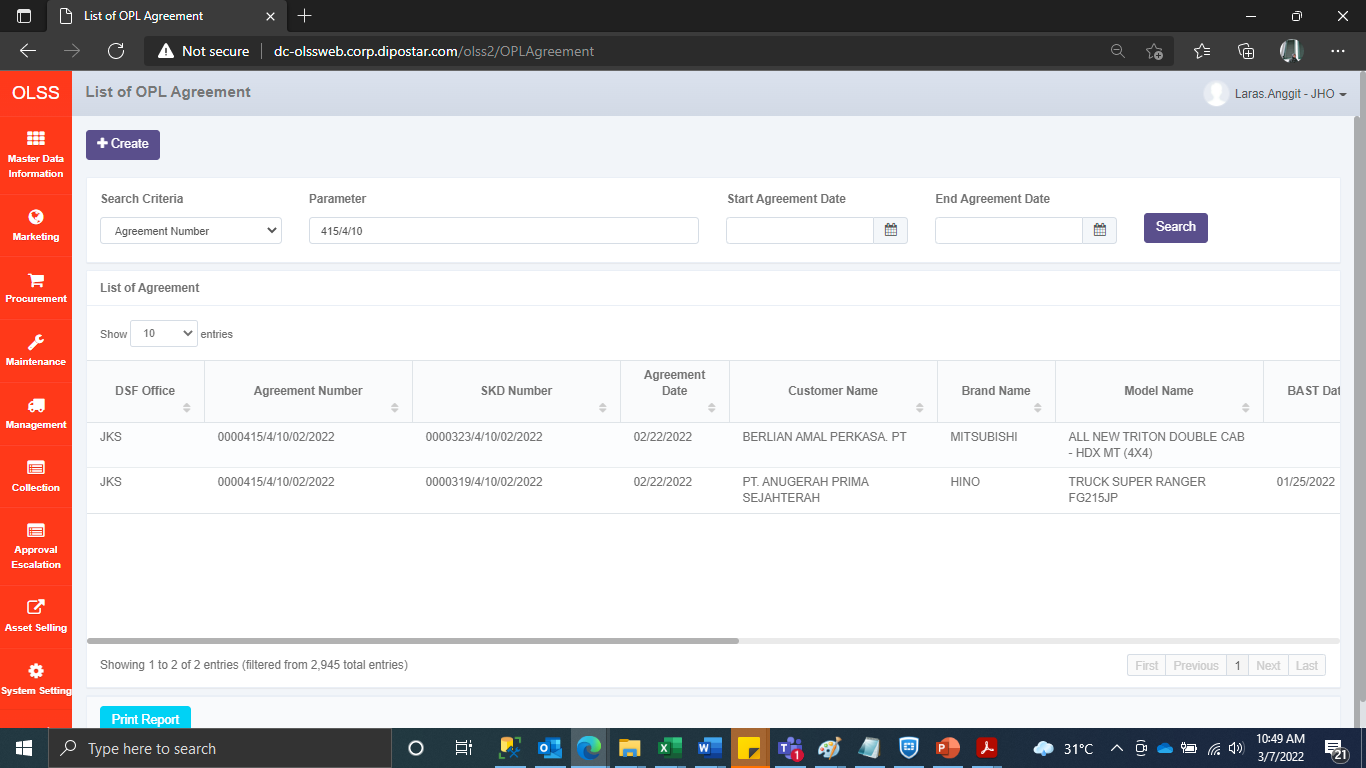 List of OPL Agreement
Not secure
dc-olssweb.corp.dipostar.com/olss2/OPLAgreement
OLSS
List of OPL Agreement
Laras.Anggit - JHO
Master Data
Information
Marketing
Procurement
Maintenance
Management
Collection
Approval
Escalation
Asset Selling
System Setting
Create
Search Criteria
Parameter
Start Agreement Date
End Agreement Date
Agreement Number
415/4/10
Search
List of Agreement
Show 10 entries
DSF Office
Agreement Number
SKD Number
Agreement
Date
Customer Name
Brand Name
Model Name
BAST Dat
JKS
0000415/4/10/02/2022
0000323/4/10/02/2022
02/22/2022
BERLIAN AMAL PERKASA. PT
MITSUBISHI
ALL NEW TRITON DOUBLE CAB
- HDX MT (4X4)
JKS
0000415/4/10/02/2022
0000319/4/10/02/2022
02/22/2022
PT. ANUGERAH PRIMA
SEJAHTERAH
HINO
TRUCK SUPER RANGER
FG215JP
01/25/2022
Showing 1 to 2 of 2 entries (filtered from 2,945 total entries)
First Previous 1 Next Last
Print Report
Type here to search
31°C
10:49 AM
3/7/2022
21
1